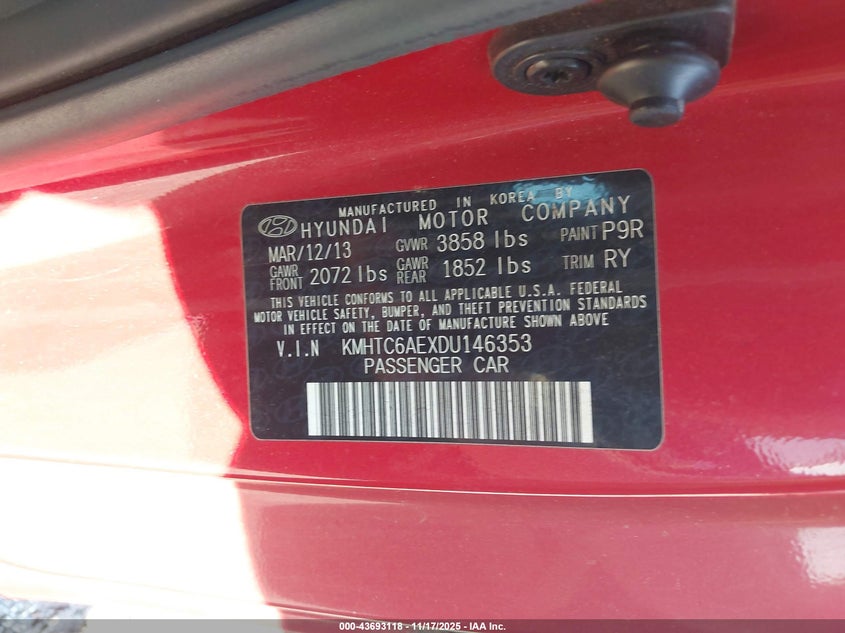 MANUFACTURED IN KOREA BY
HYUNDAI MOTOR COMPANY
MAR/12/13 GVWR 3858 lbs PAINT P9R
GAWR FRONT 2072 lbs GAWR REAR 1852 lbs TRIM RY
THIS VEHICLE CONFORMS TO ALL APPLICABLE U.S.A. FEDERAL
MOTOR VEHICLE SAFETY, BUMPER, AND THEFT PREVENTION STANDARDS
IN EFFECT ON THE DATE OF MANUFACTURE SHOWN ABOVE
V.I.N KMHTC6AEXDU146353
PASSENGER CAR
000-43693118 - 11/17/2025 - IAA Inc.